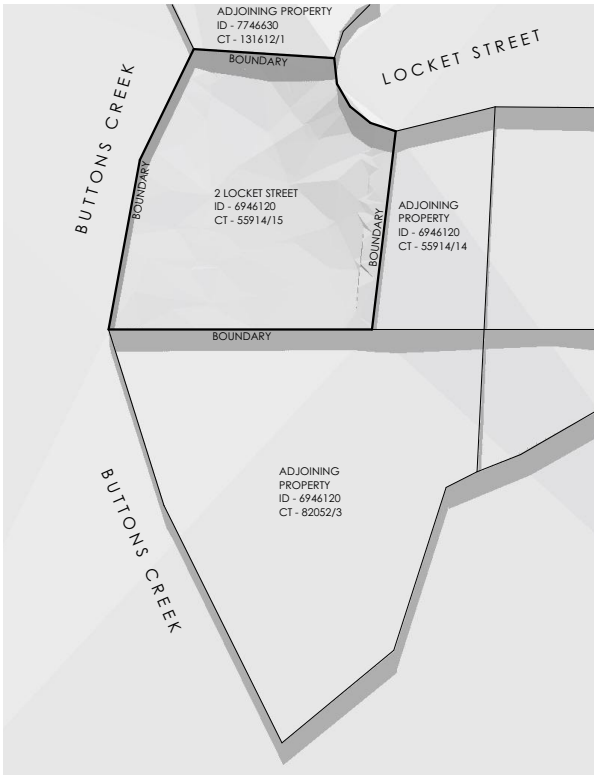 ADJOINING PROPERTY
ID - 7746630
CT - 131612/1
BOUNDARY
LOCKET STREET
BUTTONS CREEK
BOUNDARY
2 LOCKET STREET
ID - 6946120
CT - 55914/15
BOUNDARY
ADJOINING
PROPERTY
ID - 6946120
CT - 55914/14
BOUNDARY
ADJOINING
PROPERTY
ID - 6946120
CT - 82052/3
BUTTONS CREEK